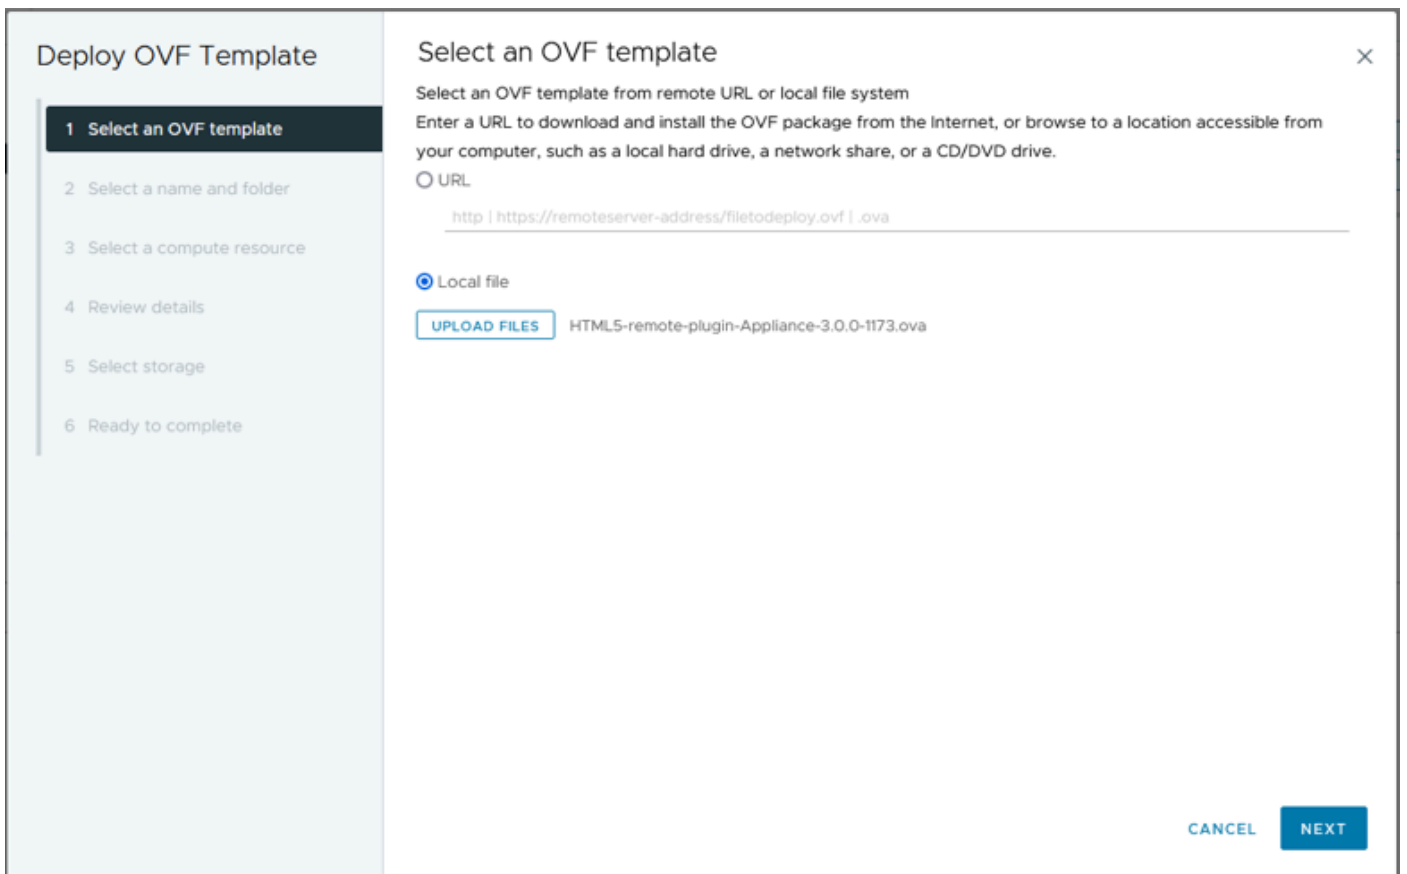 Deploy OVF Template
1 Select an OVF template
2 Select a name and folder
3 Select a compute resource
4 Review details
5 Select storage
6 Ready to complete
Select an OVF template
Select an OVF template from remote URL or local file system
Enter a URL to download and install the OVF package from the Internet, or browse to a location accessible from
your computer, such as a local hard drive, a network share, or a CD/DVD drive.
URL
http | https://remoteserver-address/filetodeploy.ovf | .ova
Local file
UPLOAD FILES HTML5-remote-plugin-Appliance-3.0.0-1173.ova
CANCEL NEXT